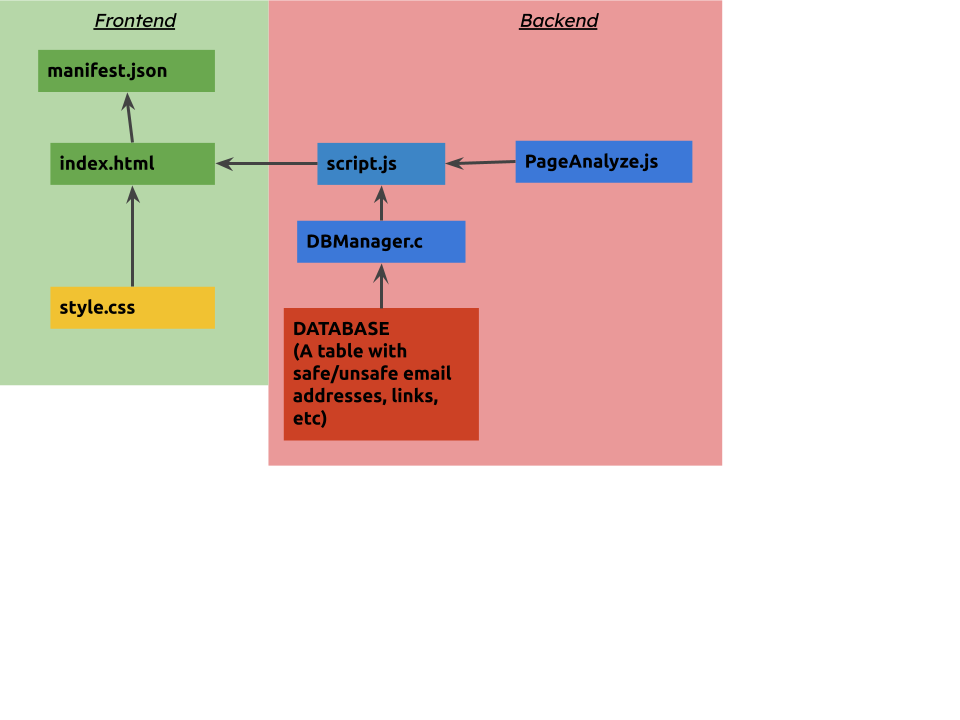 Frontend
Backend
manifest.json
index.html
script.js
PageAnalyze.js
DBManager.c
style.css
DATABASE
(A table with
safe/unsafe email
addresses, links,
etc)